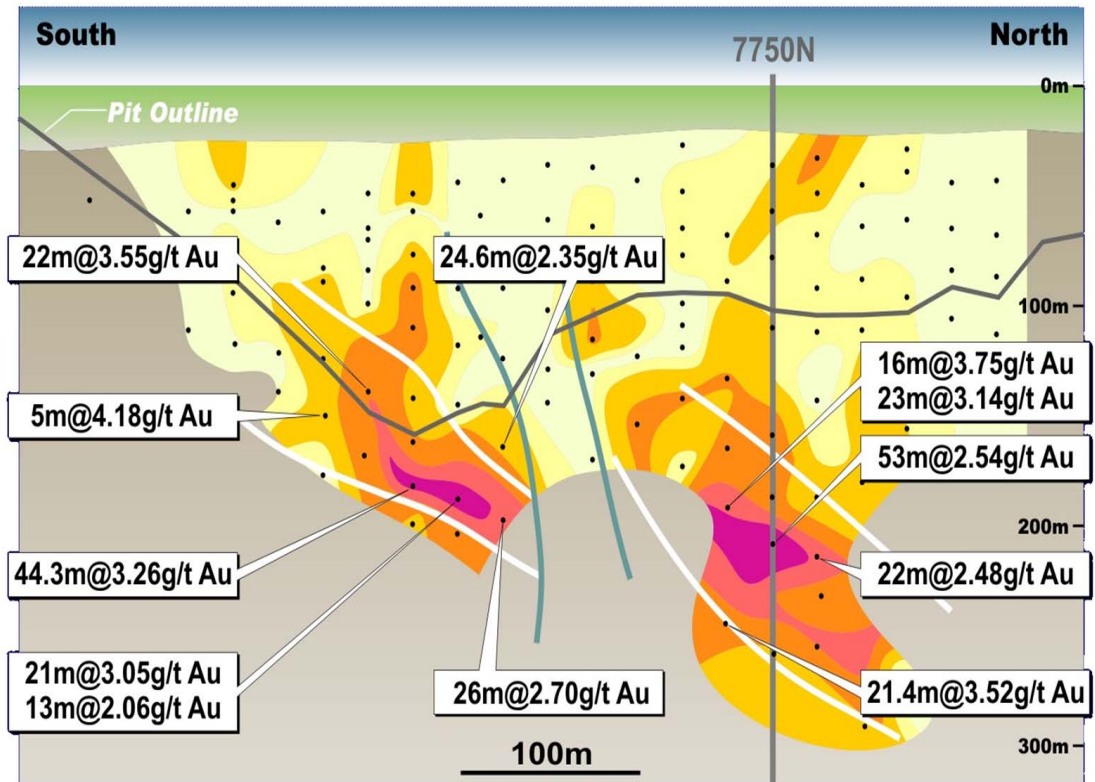 South
North
7750N
0m
Pit Outline
22m@3.55g/t Au
24.6m@2.35g/t Au
100m
16m@3.75g/t Au
23m@3.14g/t Au
5m@4.18g/t Au
53m@2.54g/t Au
200m
44.3m@3.26g/t Au
22m@2.48g/t Au
21m@3.05g/t Au
13m@2.06g/t Au
26m@2.70g/t Au
21.4m@3.52g/t Au
100m
300m